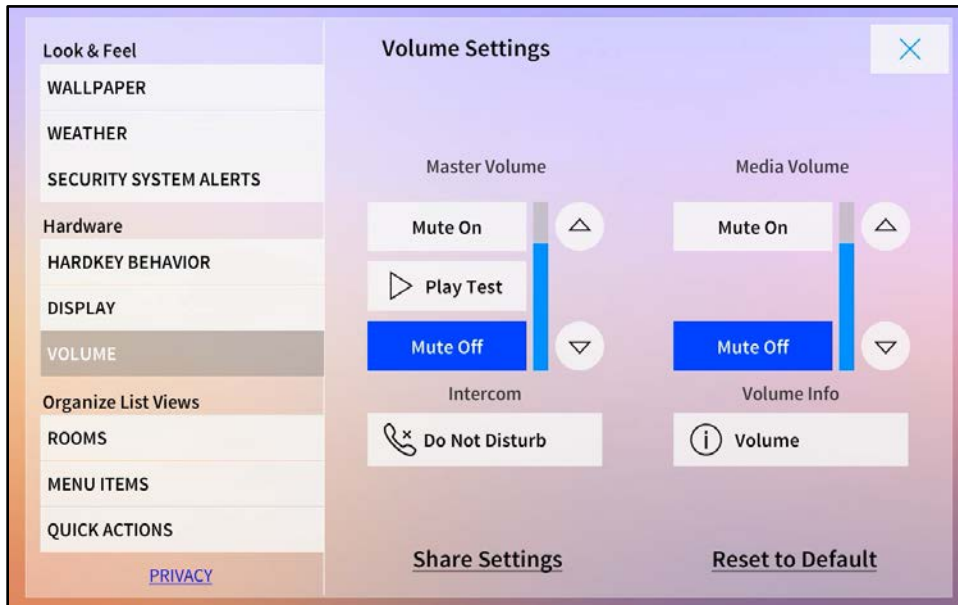 Look & Feel
WALLPAPER
WEATHER
SECURITY SYSTEM ALERTS
Hardware
HARDKEY BEHAVIOR
DISPLAY
VOLUME
Organize List Views
ROOMS
MENU ITEMS
QUICK ACTIONS
PRIVACY
Volume Settings
Master Volume
Mute On
Play Test
Mute Off
Intercom
Do Not Disturb
Share Settings
Media Volume
Mute On
Mute Off
Volume Info
Volume
Reset to Default